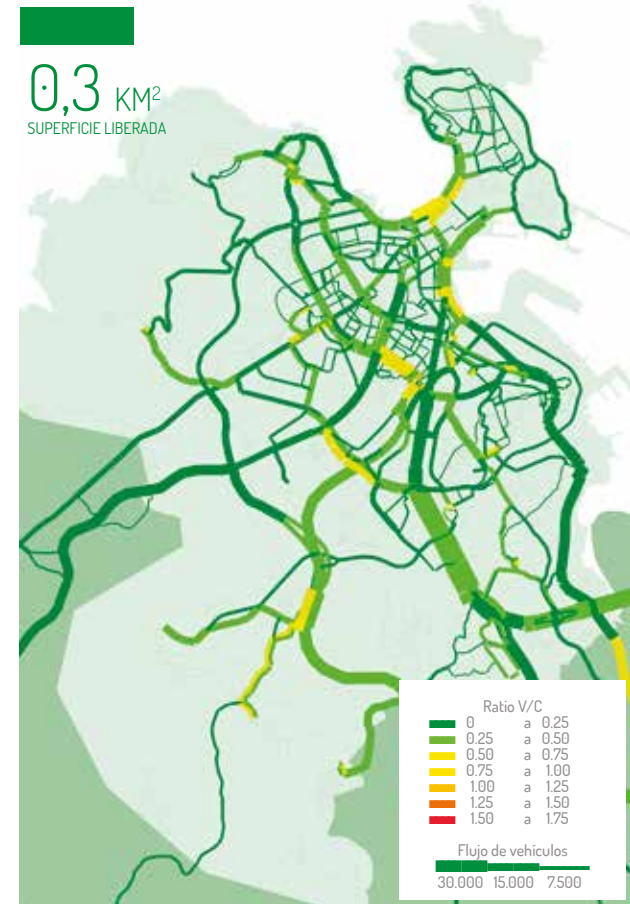 0,3 KM²
SUPERFICIE LIBERADA
Ratio V/C
0 a 0.25
0.25 a 0.50
0.50 a 0.75
0.75 a 1.00
1.00 a 1.25
1.25 a 1.50
1.50 a 1.75
Flujo de vehiculos
30.000 15.000 7.500